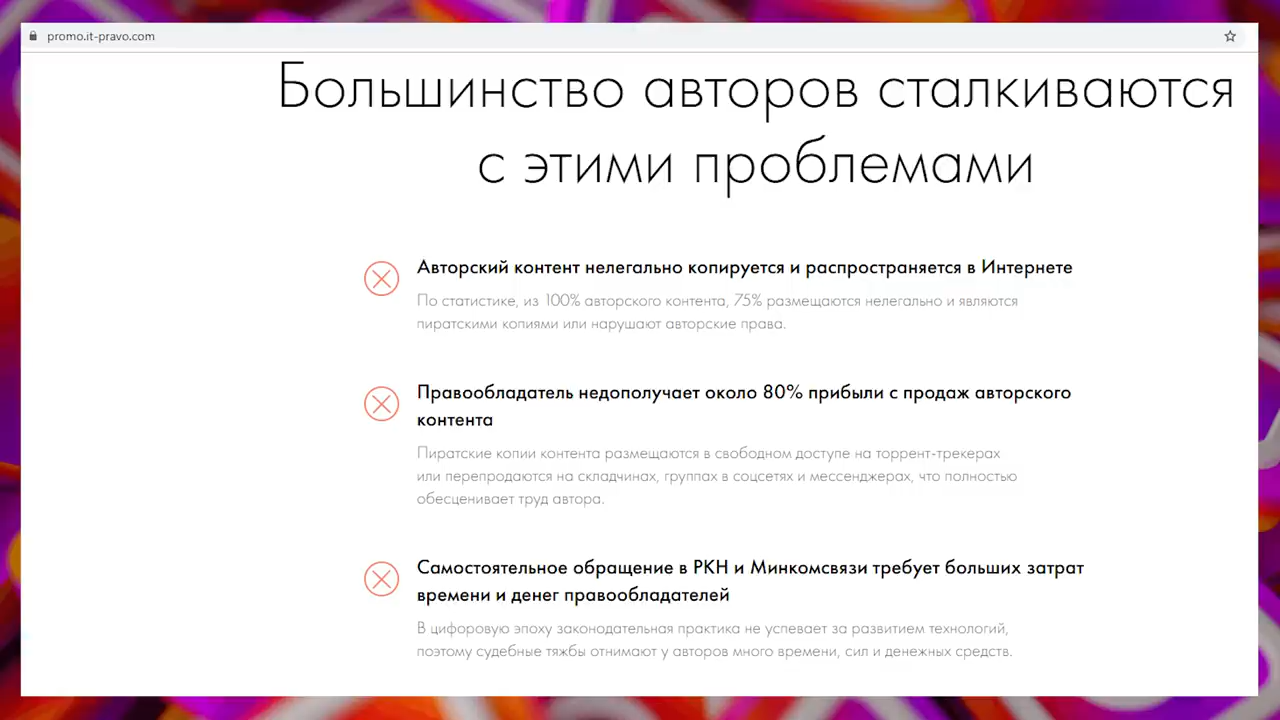 promo.it-pravo.com
Большинство авторов сталкиваются
с этими проблемами
Авторский контент нелегально копируется и распространяется в Интернете
По статистике, из 100% авторского контента, 75% размещаются нелегально и являются
пиратскими копиями или нарушают авторские права.
Правообладатель недополучает около 80% прибыли с продаж авторского
контента
Пиратские копии контента размещаются в свободном доступе на торрент-трекерах
или перепродаются на складчинах, группах в соцсетях и мессенджерах, что полностью
обесценивает труд автора.
Самостоятельное обращение в РКН и Минкомсвязи требует больших затрат
времени и денег правообладателей
В цифоровую эпоху законодательная практика не успевает за развитием технологий,
поэтому судебные тяжбы отнимают у авторов много времени, сил и денежных средств.